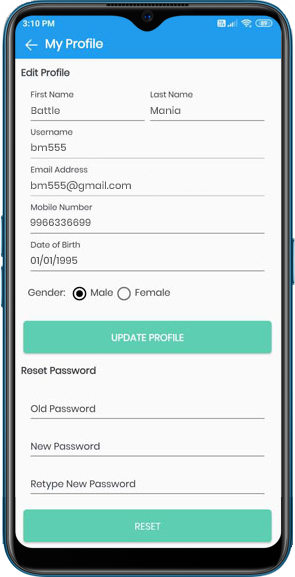 3:10 PM
My Profile
Edit Profile
First Name Last Name
Battle Mania
Username
bm555
Email Address
bm555@gmail.com
Mobile Number
9966336699
Date of Birth
01/01/1995
Gender: Male Female
UPDATE PROFILE
Reset Password
Old Password
New Password
Retype New Password
RESET